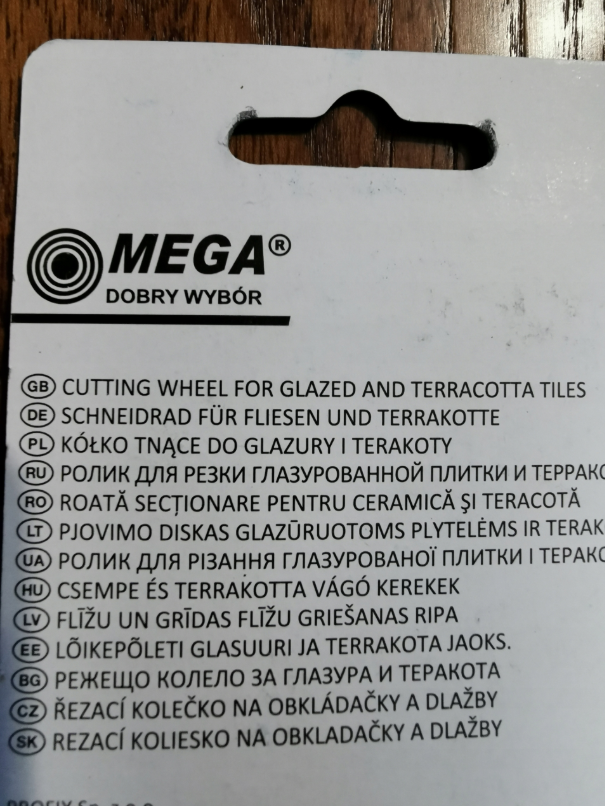 MEGA®
DOBRY WYBÓR
GB CUTTING WHEEL FOR GLAZED AND TERRACOTTA TILES
DE SCHNEIDRAD FÜR FLIESEN UND TERRAKOTTE
PL KÓŁKO TNĄCE DO GLAZURY I TERAKOTY
RU РОЛИК ДЛЯ РЕЗКИ ГЛАЗУРОВАННОЙ ПЛИТКИ И ТЕРРАКО
RO ROATĂ SECȚIONARE PENTRU CERAMICĂ ȘI TERACOTĂ
LT PJOVIMO DISKAS GLAZŪRUOTOMS PLYTELĖMS IR TERAK
UA РОЛИК ДЛЯ РІЗАННЯ ГЛАЗУРОВАНОЇ ПЛИТКИ І ТЕРАКО
HU CSEMPE ÉS TERRAKOTTA VÁGÓ KEREKEK
LV FLĪŽU UN GRĪDAS FLĪŽU GRIEŠANAS RIPA
EE LÕIKEPÕLETI GLASUURI JA TERRAKOTA JAOKS.
BG РЕЖЕЩО КОЛЕЛО ЗА ГЛАЗУРА И ТЕРАКОТА
CZ ŘEZACÍ KOLEČKO NA OBKLÁDAČKY A DLAŽBY
SK REZACÍ KOLIESKO NA OBKLADAČKY A DLAŽBY
PROFIX